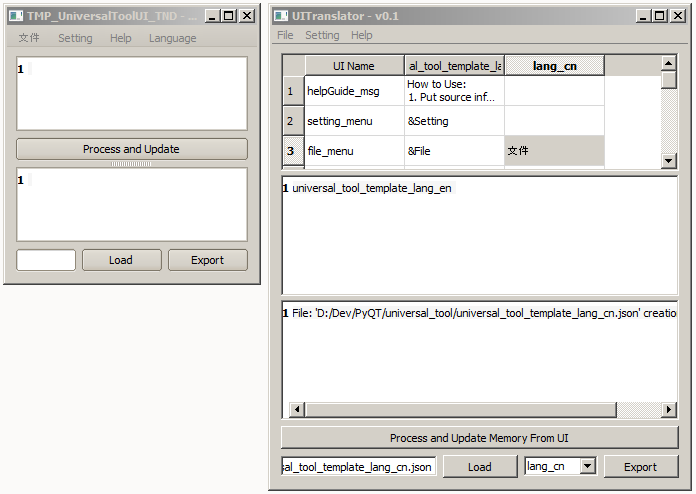 TMP_UniversalToolUI_TND - ...
文件 Setting Help Language
1
Process and Update
1
Load Export
UITranslator - v0.1
File Setting Help
UI Name al_tool_template_la lang_cn
1 helpGuide_msg How to Use:
1. Put source inf...
2 setting_menu &Setting
3 file_menu &File 文件
1 universal_tool_template_lang_en
1 File: 'D:/Dev/PyQT/universal_tool/universal_tool_template_lang_cn.json' creation
Process and Update Memory From UI
sal_tool_template_lang_cn.json Load lang_cn Export